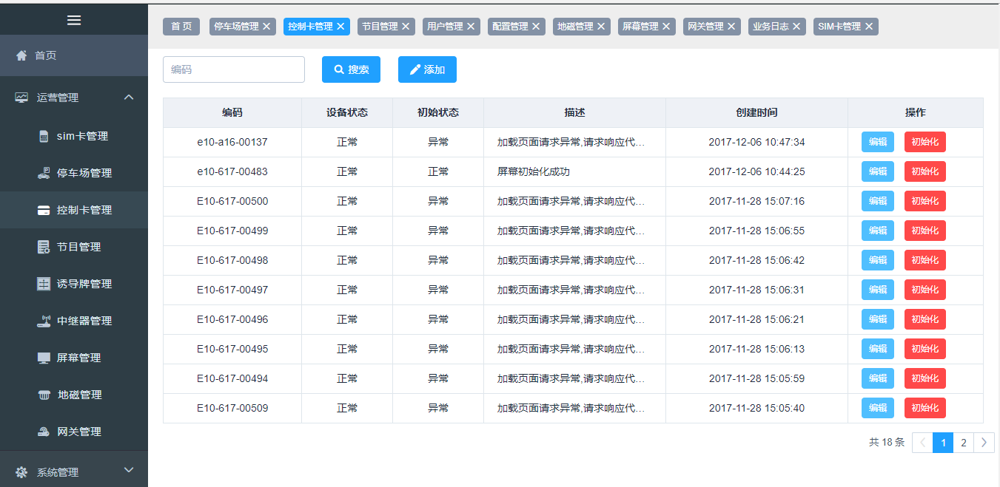 首 页 停车场管理 控制卡管理 节目管理 用户管理 配置管理 地磁管理 屏幕管理 网关管理 业务日志 SIM卡管理
首页
运营管理
sim卡管理
停车场管理
控制卡管理
节目管理
诱导牌管理
中继器管理
屏幕管理
地磁管理
网关管理
系统管理
编码 搜索 添加
编码 设备状态 初始状态 描述 创建时间 操作
e10-a16-00137 正常 异常 加载页面请求异常,请求响应代... 2017-12-06 10:47:34 编辑 初始化
e10-617-00483 正常 正常 屏幕初始化成功 2017-12-06 10:44:25 编辑 初始化
E10-617-00500 正常 异常 加载页面请求异常,请求响应代... 2017-11-28 15:07:16 编辑 初始化
E10-617-00499 正常 异常 加载页面请求异常,请求响应代... 2017-11-28 15:06:55 编辑 初始化
E10-617-00498 正常 异常 加载页面请求异常,请求响应代... 2017-11-28 15:06:42 编辑 初始化
E10-617-00497 正常 异常 加载页面请求异常,请求响应代... 2017-11-28 15:06:31 编辑 初始化
E10-617-00496 正常 异常 加载页面请求异常,请求响应代... 2017-11-28 15:06:21 编辑 初始化
E10-617-00495 正常 异常 加载页面请求异常,请求响应代... 2017-11-28 15:06:13 编辑 初始化
E10-617-00494 正常 异常 加载页面请求异常,请求响应代... 2017-11-28 15:05:59 编辑 初始化
E10-617-00509 正常 异常 加载页面请求异常,请求响应代... 2017-11-28 15:05:40 编辑 初始化
共 18 条 1 2